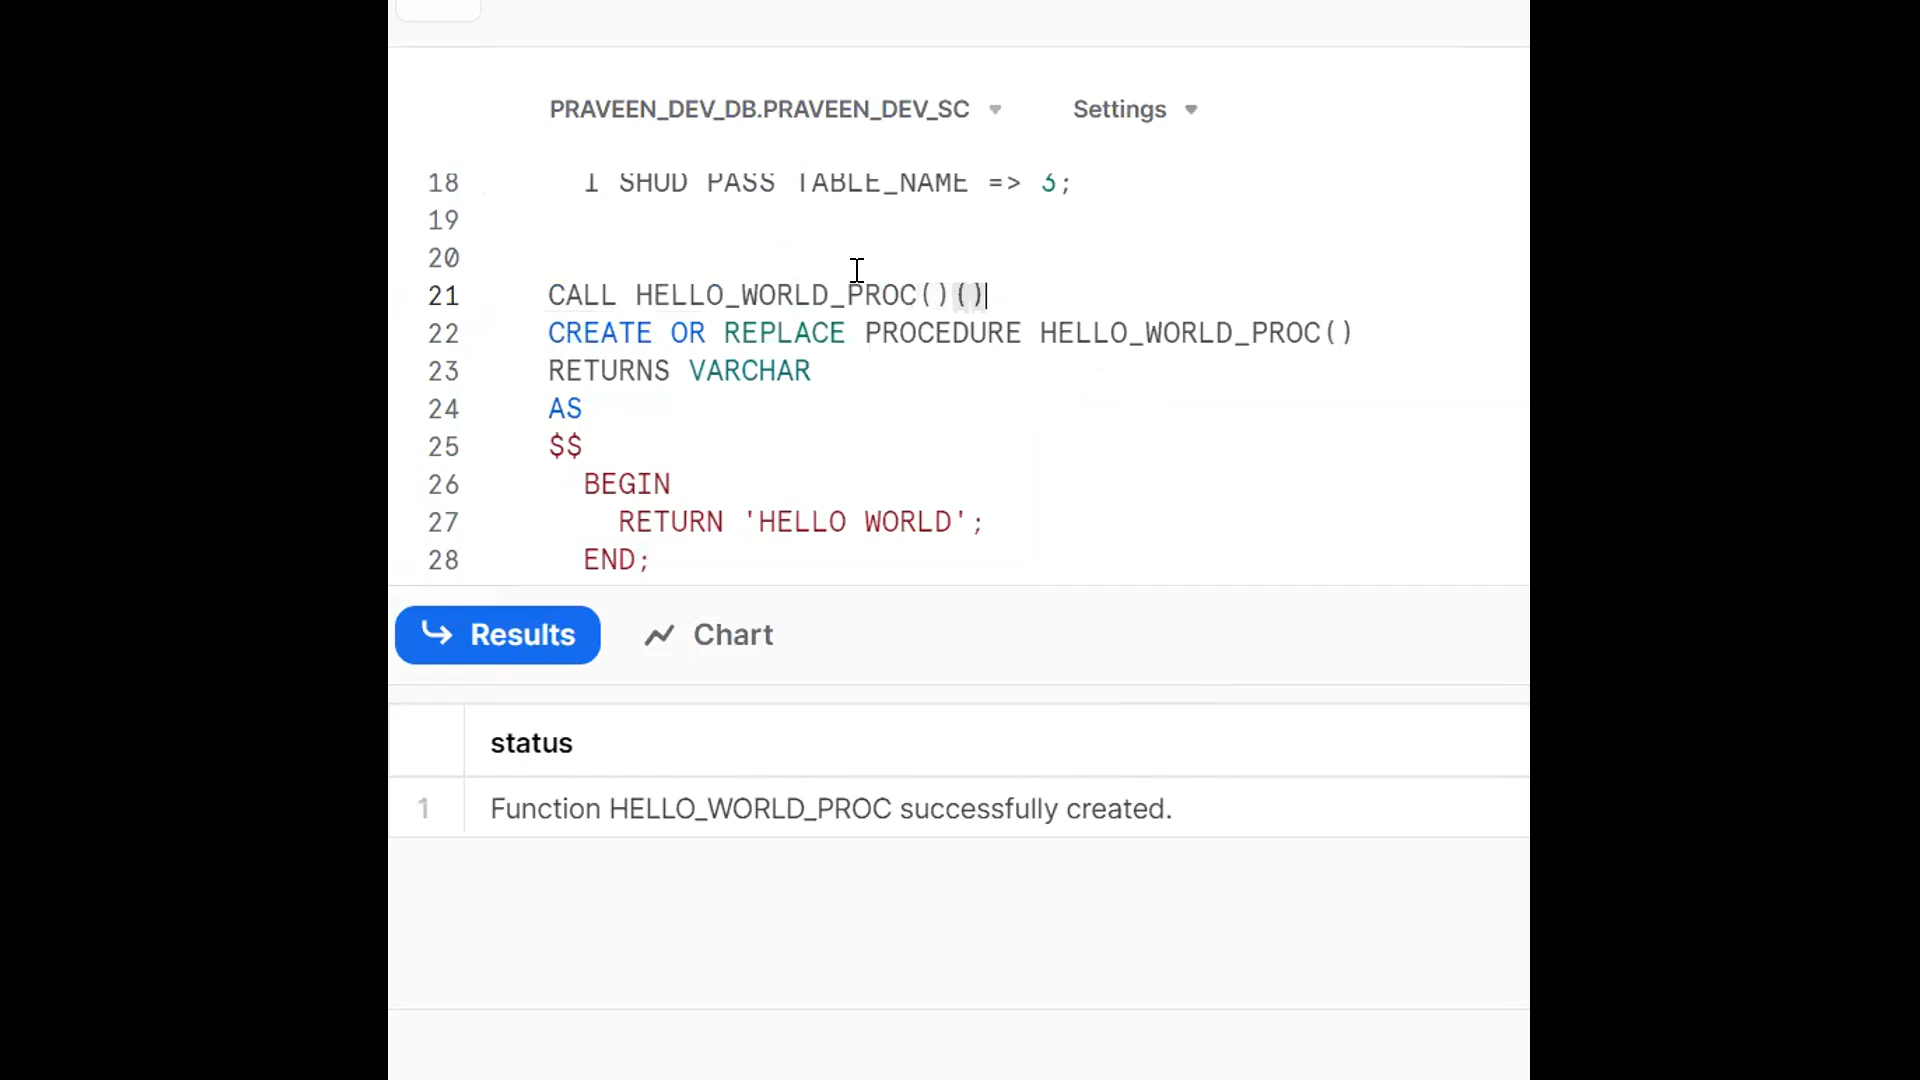 PRAVEEN_DEV_DB.PRAVEEN_DEV_SC Settings
18 I SHUD PASS TABLE_NAME => 3;
19
20
21 CALL HELLO_WORLD_PROC()()
22 CREATE OR REPLACE PROCEDURE HELLO_WORLD_PROC()
23 RETURNS VARCHAR
24 AS
25 $$
26 BEGIN
27 RETURN 'HELLO WORLD';
28 END;
Results Chart
status
1 Function HELLO_WORLD_PROC successfully created.